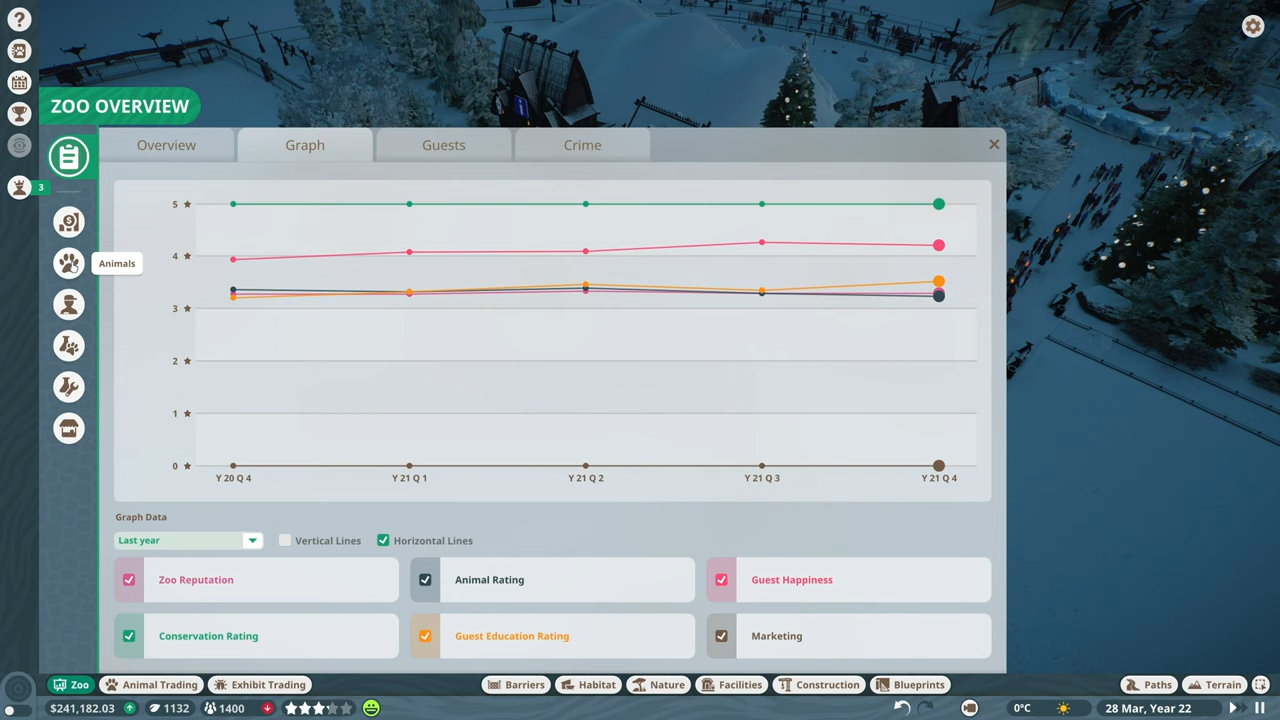 ZOO OVERVIEW
Overview
Graph
Guests
Crime
3
Animals
5
4
3
2
1
0
Y 20 Q 4
Y 21 Q 1
Y 21 Q 2
Y 21 Q 3
Y 21 Q 4
Graph Data
Last year
Vertical Lines
Horizontal Lines
Zoo Reputation
Animal Rating
Guest Happiness
Conservation Rating
Guest Education Rating
Marketing
Zoo
Animal Trading
Exhibit Trading
Barriers
Habitat
Nature
Facilities
Construction
Blueprints
Paths
Terrain
$241,182.03
1132
1400
0°C
28 Mar, Year 22